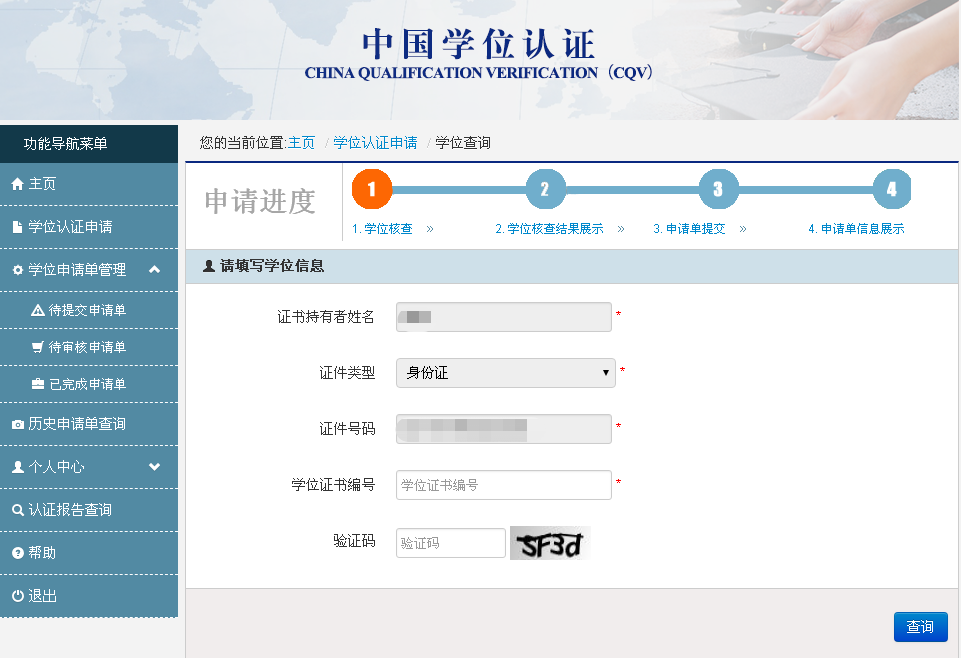 中国学位认证
CHINA QUALIFICATION VERIFICATION（CQV）
功能导航菜单
主页
学位认证申请
学位申请单管理
待提交申请单
待审核申请单
已完成申请单
历史申请单查询
个人中心
认证报告查询
帮助
退出
您的当前位置:主页 / 学位认证申请 / 学位查询
申请进度
1 2 3 4
1. 学位核查 » 2. 学位核查结果展示 » 3. 申请单提交 » 4. 申请单信息展示
请填写学位信息
证书持有者姓名 *
证件类型 身份证 *
证件号码 *
学位证书编号 学位证书编号 *
验证码 验证码 SF3d
查询